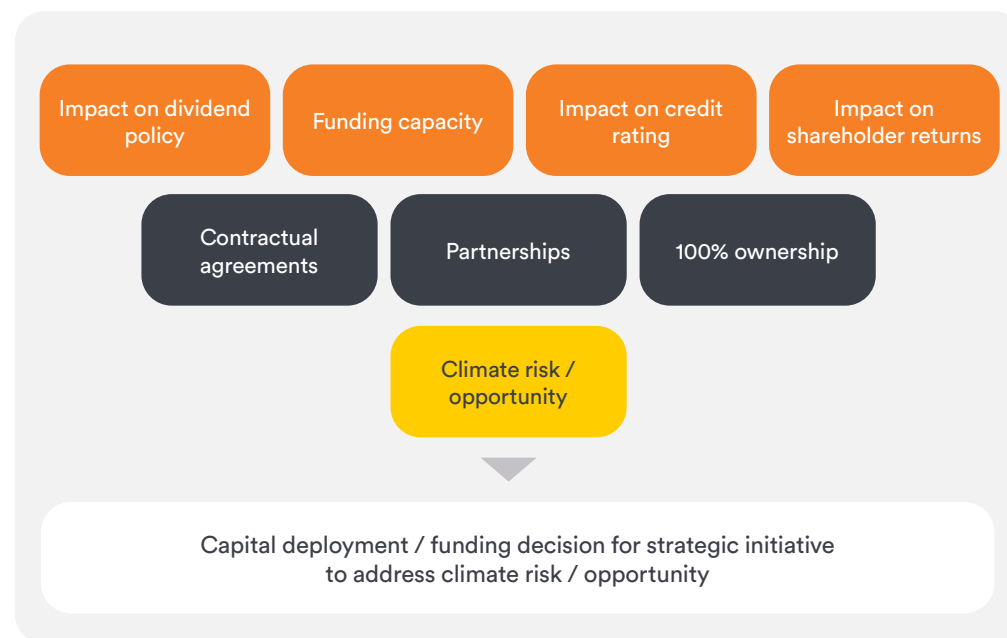 Impact on dividend
policy
Funding capacity
Impact on credit
rating
Impact on
shareholder returns
Contractual
agreements
Partnerships
100% ownership
Climate risk /
opportunity
Capital deployment / funding decision for strategic initiative
to address climate risk / opportunity